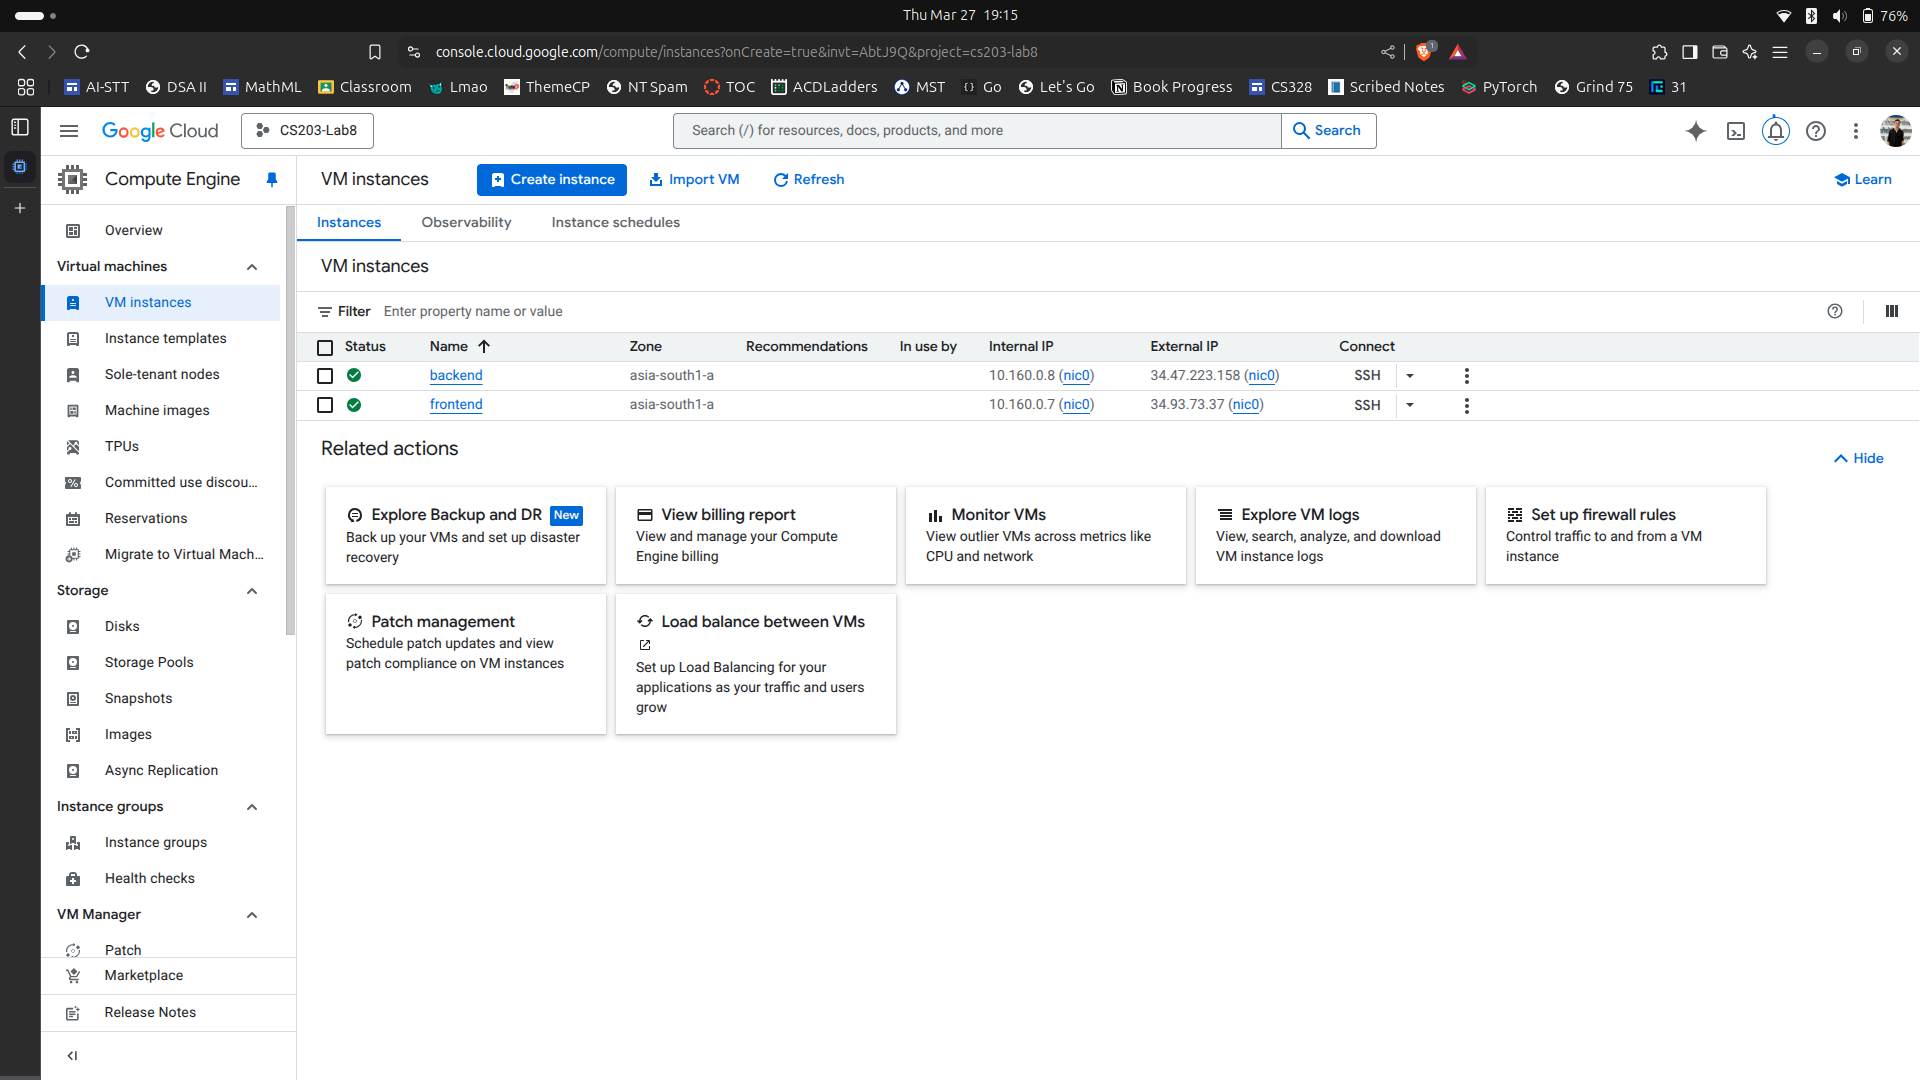 Thu Mar 27 19:15
76%
console.cloud.google.com/compute/instances?onCreate=true&invt=AbtJ9Q&project=cs203-lab8
1
AI-STT DSA II MathML Classroom Lmao ThemeCP NT Spam TOC ACDLadders MST Go Let's Go Book Progress CS328 Scribed Notes PyTorch Grind 75 31
Google Cloud CS203-Lab8 Search (/) for resources, docs, products, and more Search
Compute Engine
VM instances Create instance Import VM Refresh Learn
Instances Observability Instance schedules
Overview
Virtual machines
VM instances
Instance templates
Sole-tenant nodes
Machine images
TPUs
Committed use discou...
Reservations
Migrate to Virtual Mach...
Storage
Disks
Storage Pools
Snapshots
Images
Async Replication
Instance groups
Instance groups
Health checks
VM Manager
Patch
Marketplace
Release Notes
VM instances
Filter Enter property name or value
Status Name Zone Recommendations In use by Internal IP External IP Connect
backend asia-south1-a 10.160.0.8 (nic0) 34.47.223.158 (nic0) SSH
frontend asia-south1-a 10.160.0.7 (nic0) 34.93.73.37 (nic0) SSH
Related actions
Hide
Explore Backup and DR New
Back up your VMs and set up disaster
recovery
View billing report
View and manage your Compute
Engine billing
Monitor VMs
View outlier VMs across metrics like
CPU and network
Explore VM logs
View, search, analyze, and download
VM instance logs
Set up firewall rules
Control traffic to and from a VM
instance
Patch management
Schedule patch updates and view
patch compliance on VM instances
Load balance between VMs
Set up Load Balancing for your
applications as your traffic and users
grow